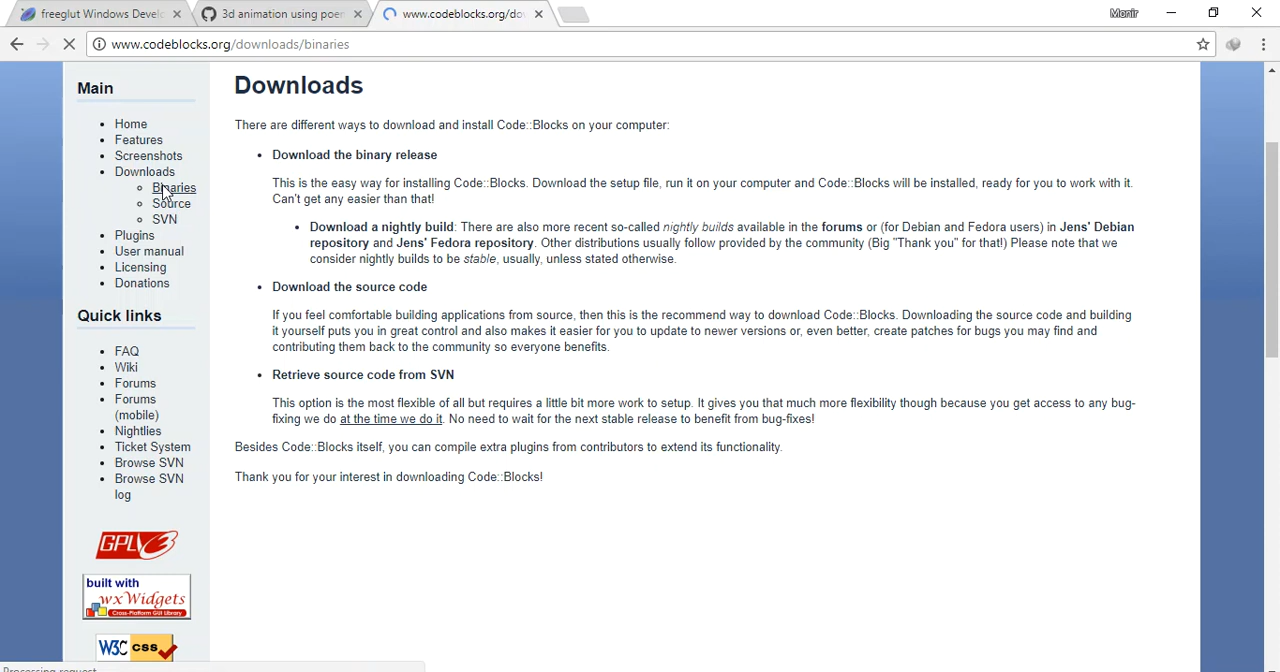 freeglut Windows Devel
3d animation using poen
www.codeblocks.org/do
Monir
www.codeblocks.org/downloads/binaries
Main
Home
Features
Screenshots
Downloads
Binaries
Source
SVN
Plugins
User manual
Licensing
Donations
Quick links
FAQ
Wiki
Forums
Forums
(mobile)
Nightlies
Ticket System
Browse SVN
Browse SVN
log
GPLv3
built with
wxWidgets
Cross-Platform GUI Library
W3C css
Downloads
There are different ways to download and install Code::Blocks on your computer:
Download the binary release
This is the easy way for installing Code::Blocks. Download the setup file, run it on your computer and Code::Blocks will be installed, ready for you to work with it.
Can't get any easier than that!
Download a nightly build: There are also more recent so-called nightly builds available in the forums or (for Debian and Fedora users) in Jens' Debian
repository and Jens' Fedora repository. Other distributions usually follow provided by the community (Big "Thank you" for that!) Please note that we
consider nightly builds to be stable, usually, unless stated otherwise.
Download the source code
If you feel comfortable building applications from source, then this is the recommend way to download Code::Blocks. Downloading the source code and building
it yourself puts you in great control and also makes it easier for you to update to newer versions or, even better, create patches for bugs you may find and
contributing them back to the community so everyone benefits.
Retrieve source code from SVN
This option is the most flexible of all but requires a little bit more work to setup. It gives you that much more flexibility though because you get access to any bug-
fixing we do at the time we do it. No need to wait for the next stable release to benefit from bug-fixes!
Besides Code::Blocks itself, you can compile extra plugins from contributors to extend its functionality.
Thank you for your interest in downloading Code::Blocks!
Processing request